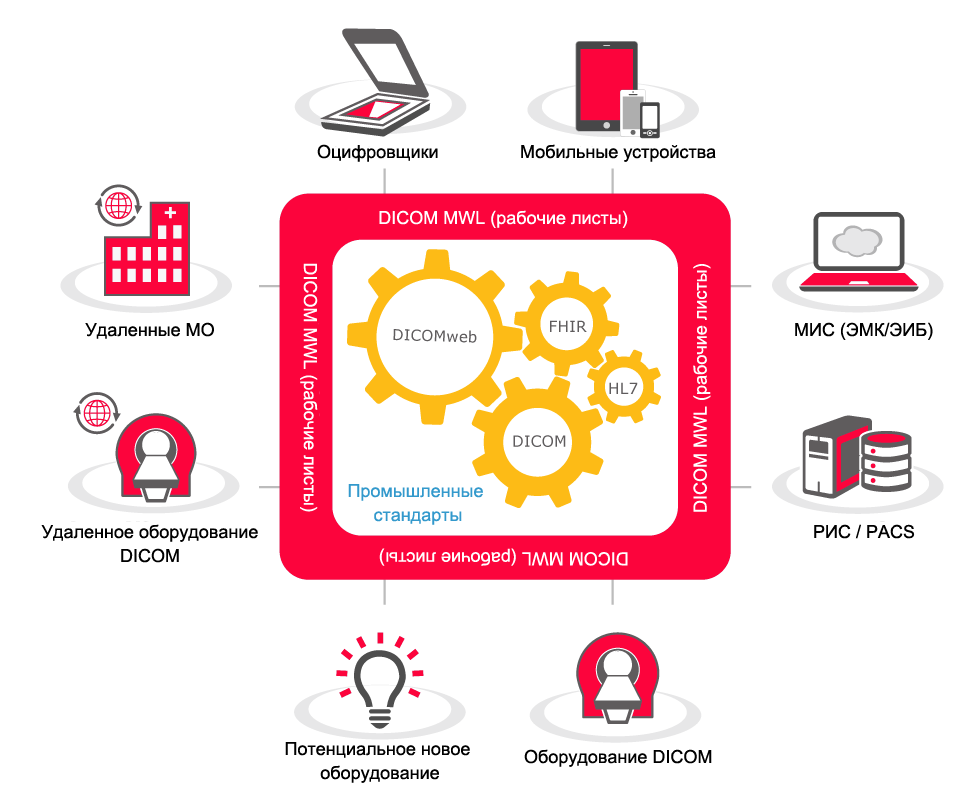 Оцифровщики
Мобильные устройства
DICOM MWL (рабочие листы)
Удаленные МО
DICOM MWL (рабочие листы)
DICOMweb
FHIR
HL7
DICOM
Промышленные
стандарты
DICOM MWL (рабочие листы)
МИС (ЭМК/ЭИБ)
Удаленное оборудование
DICOM
РИС / PACS
DICOM MWL (рабочие листы)
Потенциальное новое
оборудование
Оборудование DICOM